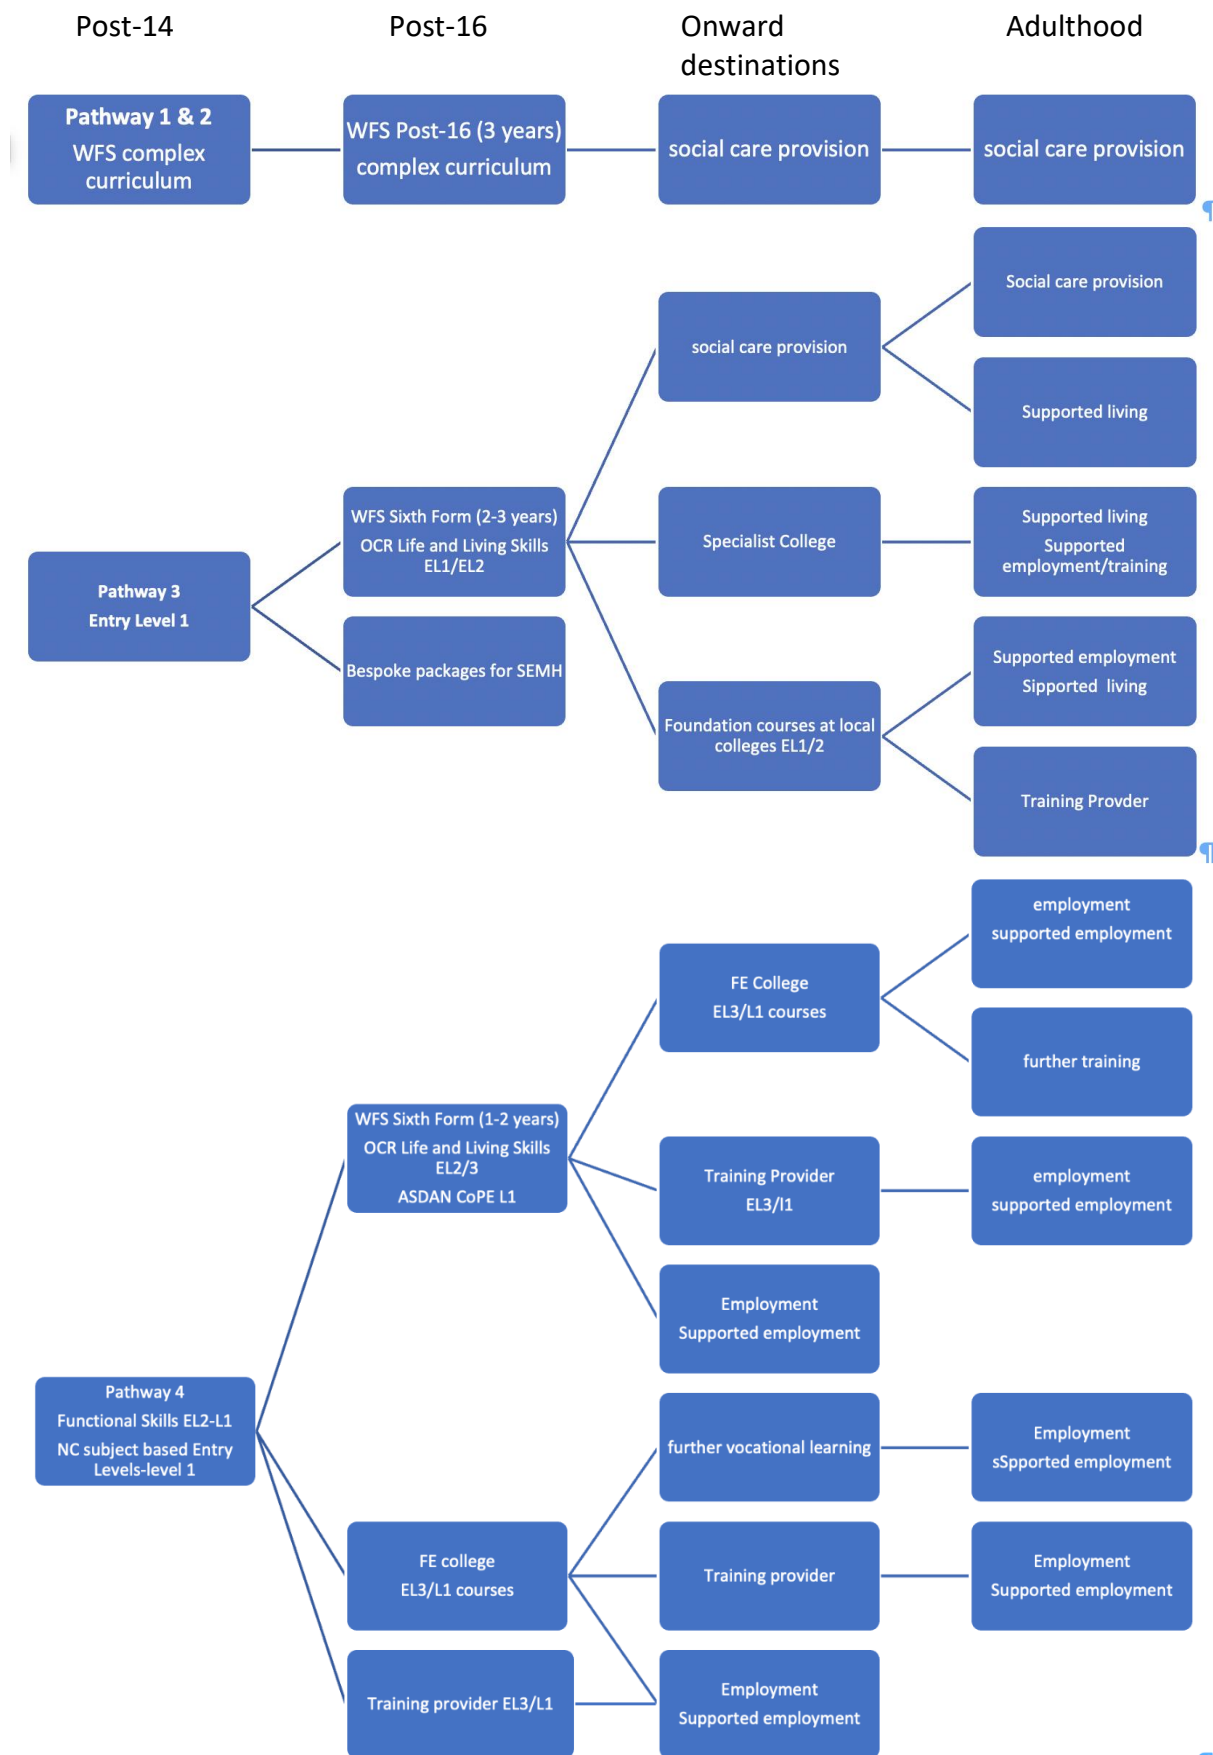 Post-14
Post-16
Onward
destinations
Adulthood
Pathway 1 & 2
WFS complex
curriculum
WFS Post-16 (3 years)
complex curriculum
social care provision
social care provision
¶
Pathway 3
Entry Level 1
WFS Sixth Form (2-3 years)
OCR Life and Living Skills
EL1/EL2
Bespoke packages for SEMH
social care provision
Specialist College
Foundation courses at local
colleges EL1/2
Social care provision
Supported living
Supported living
Supported
employment/training
Supported employment
Sipported  living
Training Provder
¶
Pathway 4
Functional Skills EL2-L1
NC subject based Entry
Levels-level 1
WFS Sixth Form (1-2 years)
OCR Life and Living Skills
EL2/3
ASDAN CoPE L1
FE college
EL3/L1 courses
Training provider EL3/L1
FE College
EL3/L1 courses
Training Provider
EL3/l1
Employment
Supported employment
further vocational learning
Training provider
Employment
Supported employment
employment
supported employment
further training
employment
supported employment
Employment
sSpported employment
Employment
Supported employment
¶